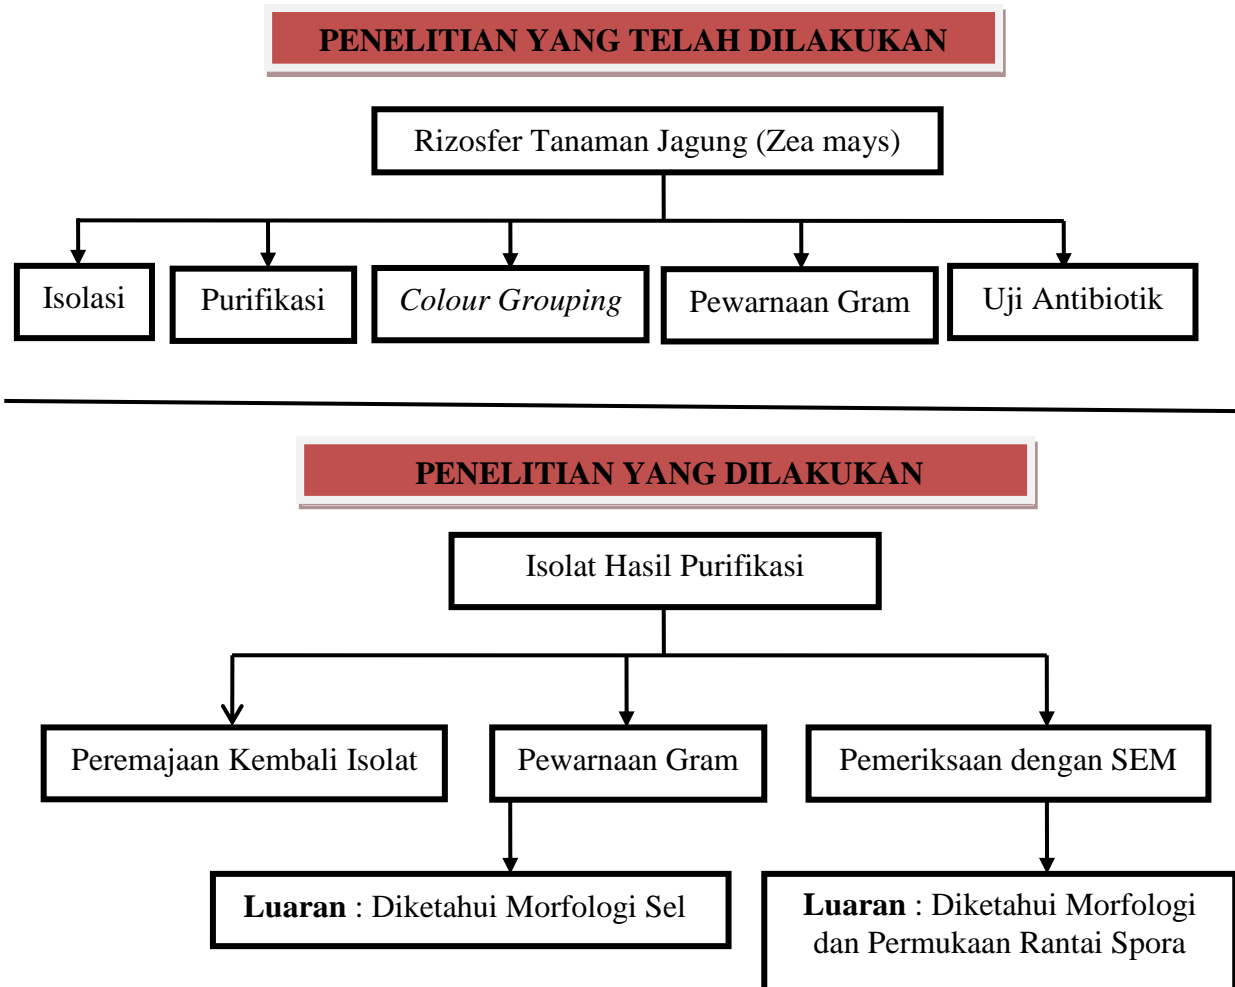 PENELITIAN YANG TELAH DILAKUKAN
Rizosfer Tanaman Jagung (Zea mays)
Isolasi
Purifikasi
Colour Grouping
Pewarnaan Gram
Uji Antibiotik
PENELITIAN YANG DILAKUKAN
Isolat Hasil Purifikasi
Peremajaan Kembali Isolat
Pewarnaan Gram
Pemeriksaan dengan SEM
Luaran : Diketahui Morfologi Sel
Luaran : Diketahui Morfologi
dan Permukaan Rantai Spora